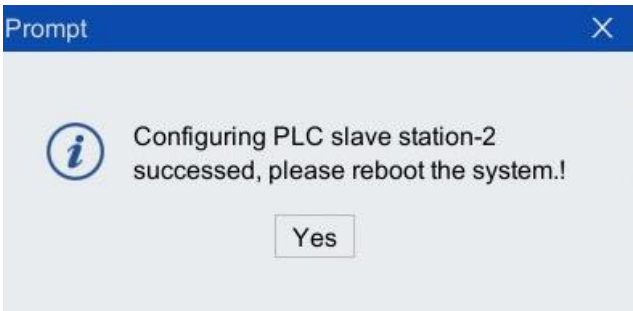 Prompt
Configuring PLC slave station-2
successed, please reboot the system.!
Yes